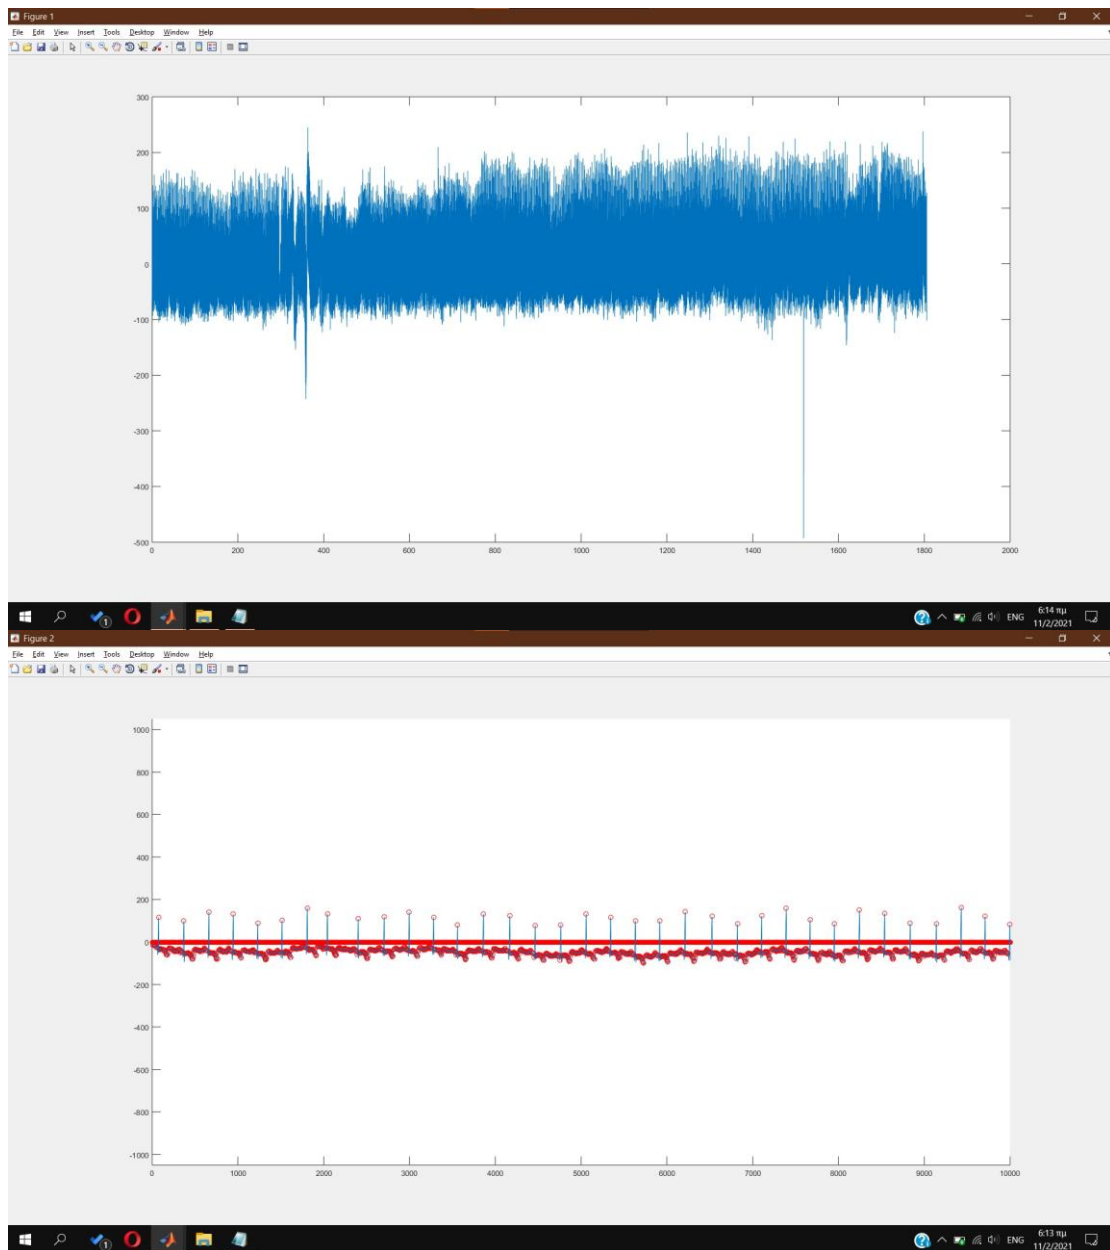 Figure 1
File Edit View Insert Tools Desktop Window Help
300
200
100
0
-100
-200
-300
-400
-500
0 200 400 600 800 1000 1200 1400 1600 1800 2000
1 ENG 6:14 πμ
11/2/2021
Figure 2
File Edit View Insert Tools Desktop Window Help
1000
800
600
400
200
0
-200
-400
-600
-800
-1000
0 1000 2000 3000 4000 5000 6000 7000 8000 9000 10000
1 ENG 6:13 πμ
11/2/2021